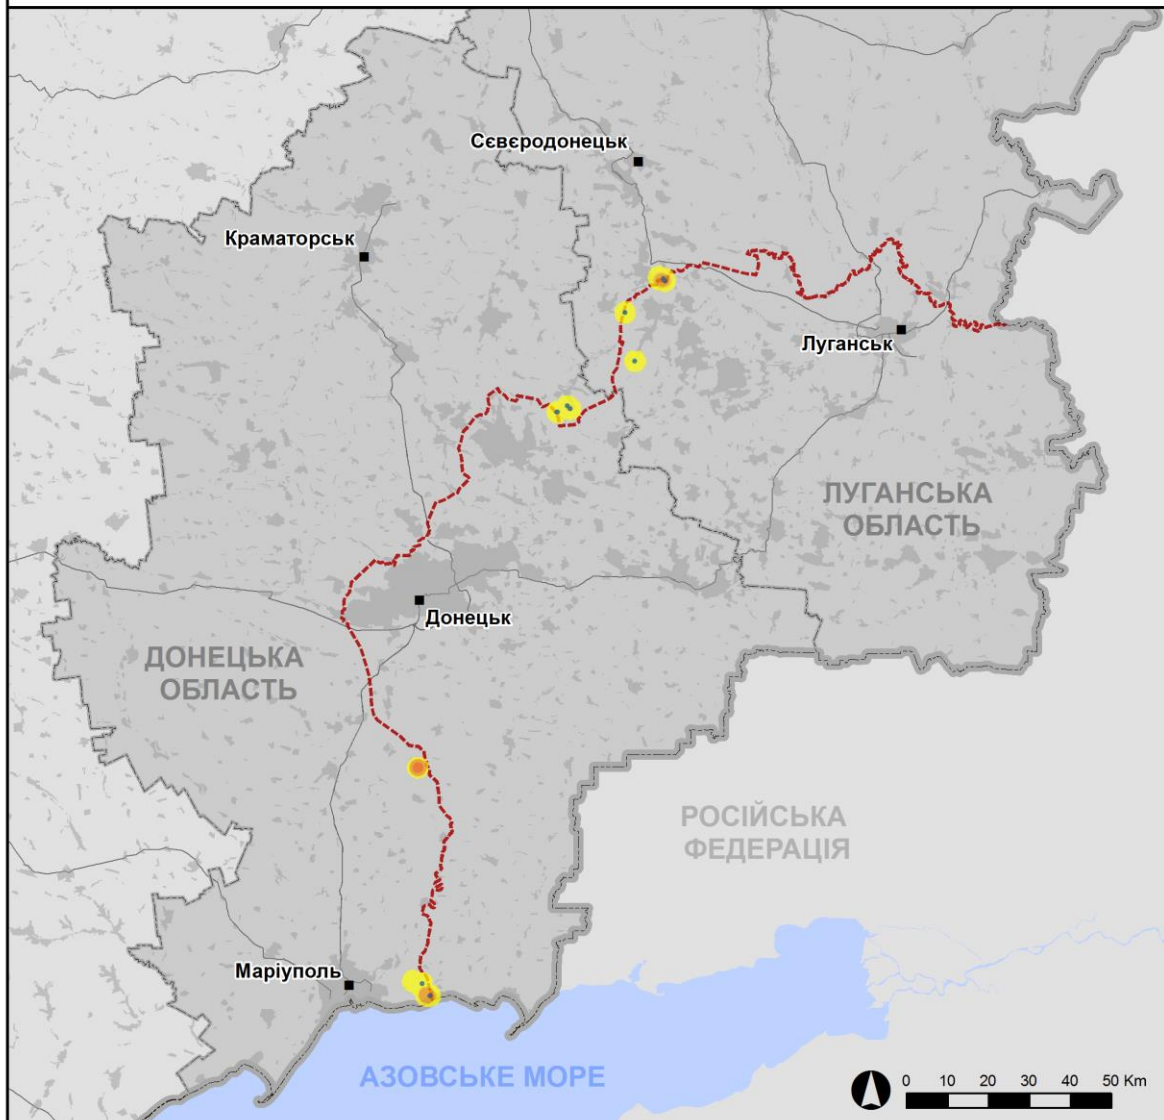 Сєвєродонецьк
Краматорськ
Луганськ
ЛУГАНСЬКА
ОБЛАСТЬ
Донецьк
ДОНЕЦЬКА
ОБЛАСТЬ
РОСІЙСЬКА
ФЕДЕРАЦІЯ
Маріуполь
АЗОВСЬКЕ МОРЕ
0 10 20 30 40 50 Km